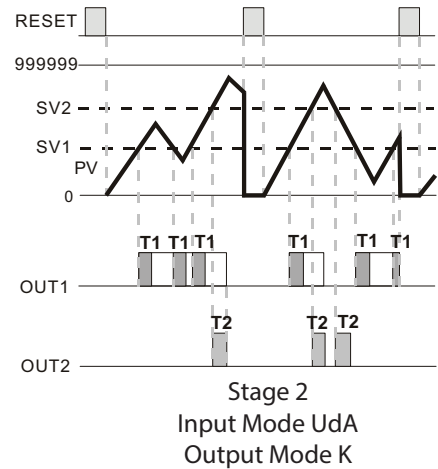 RESET
999999
SV2
SV1
PV
0
T1 T1 T1 T1 T1 T1
OUT1
T2 T2 T2
OUT2
Stage 2
Input Mode UdA
Output Mode K